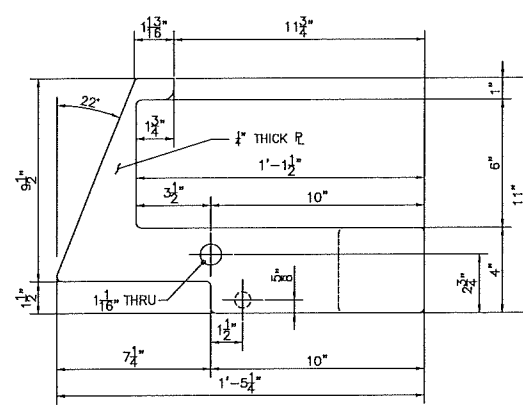 1 13/16" 11 3/4"
22°
1 3/4"
1"
1/4" THICK PL
1'-1 1/2"
9 1/2"
6"
11"
3 1/2" 10"
1 1/2"
1 1/16" THRU
5/8"
2 3/4"
4"
1 1/2"
7 1/4" 10"
1'-5 1/4"